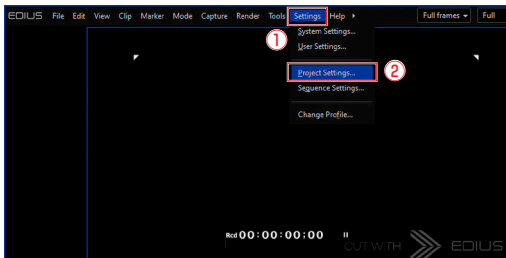 EDIUS File Edit View Clip Marker Mode Capture Render Tools Settings Help Full frames Full
①
System Settings...
User Settings...
Project Settings... ②
Sequence Settings...
Change Profile...
Rcd 00:00:00:00
CUT WITH EDIUS